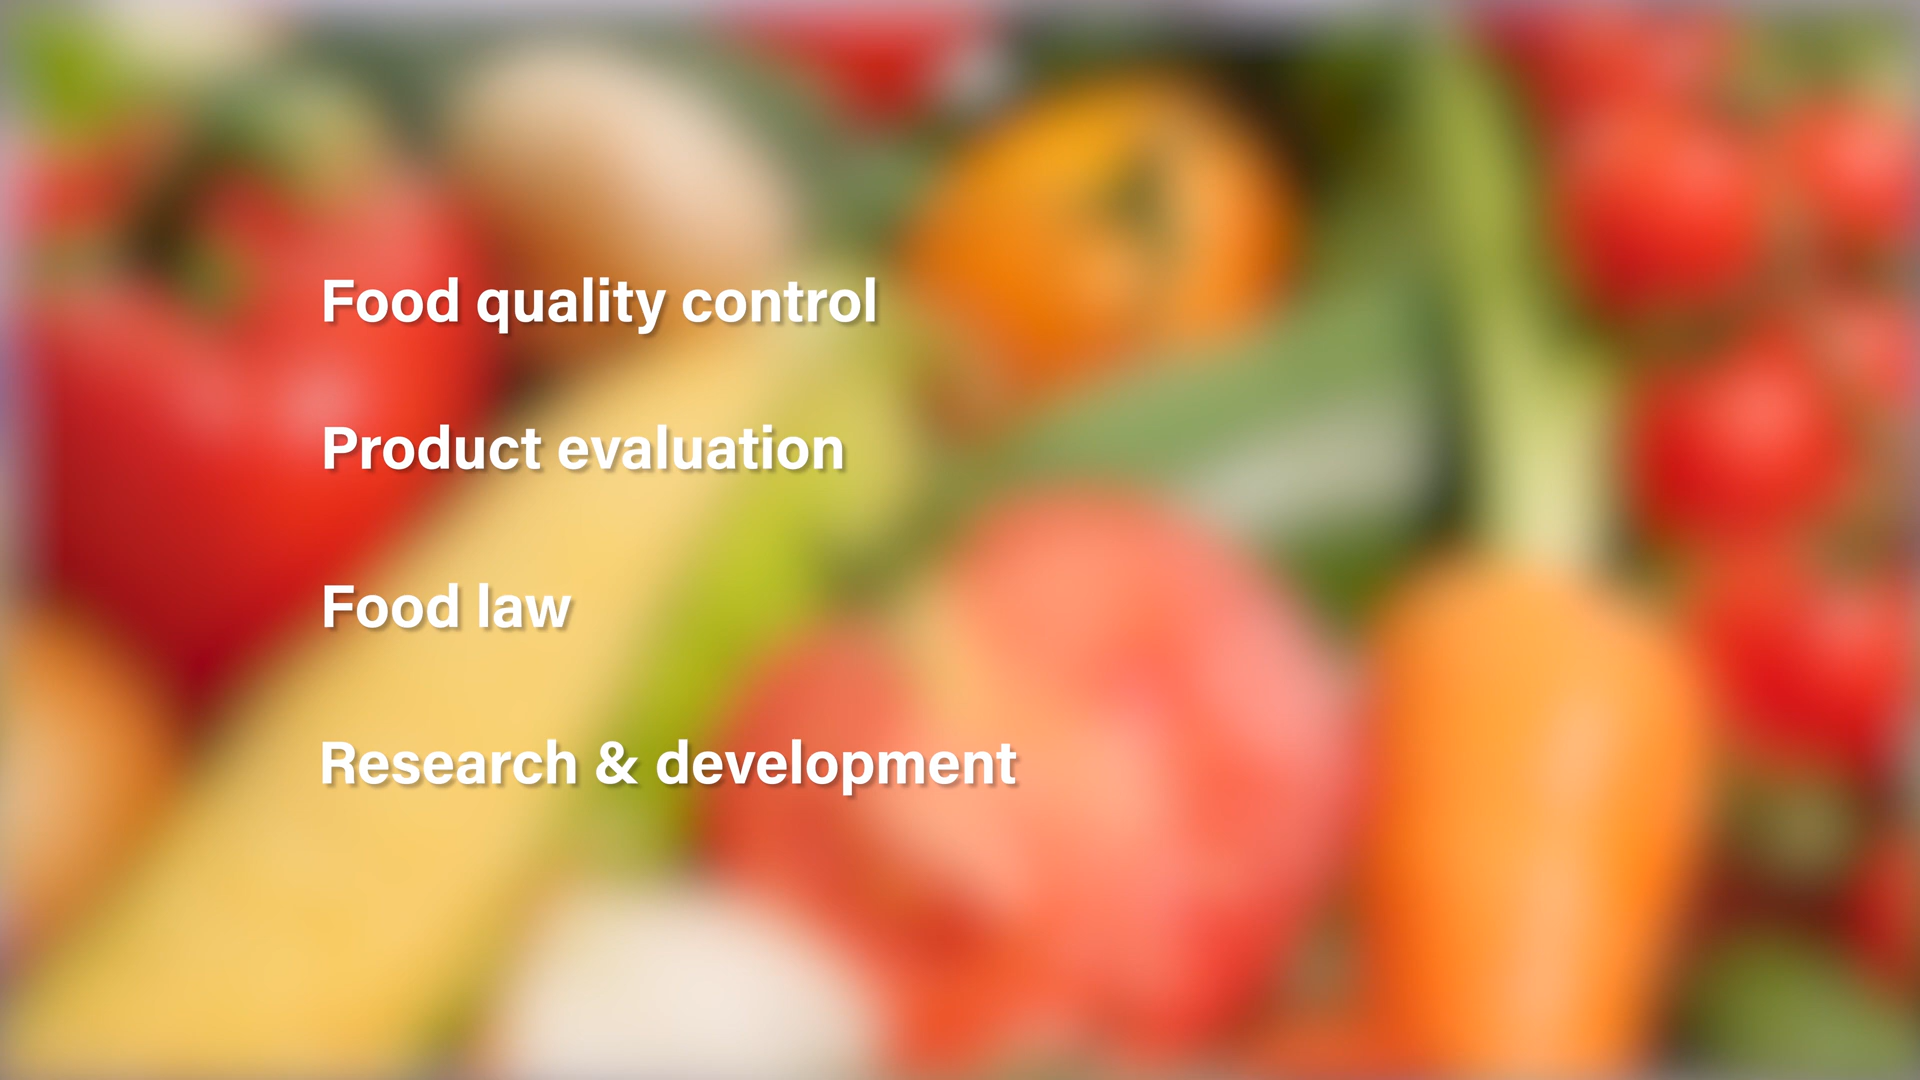 Food quality control
Product evaluation
Food law
Research & development